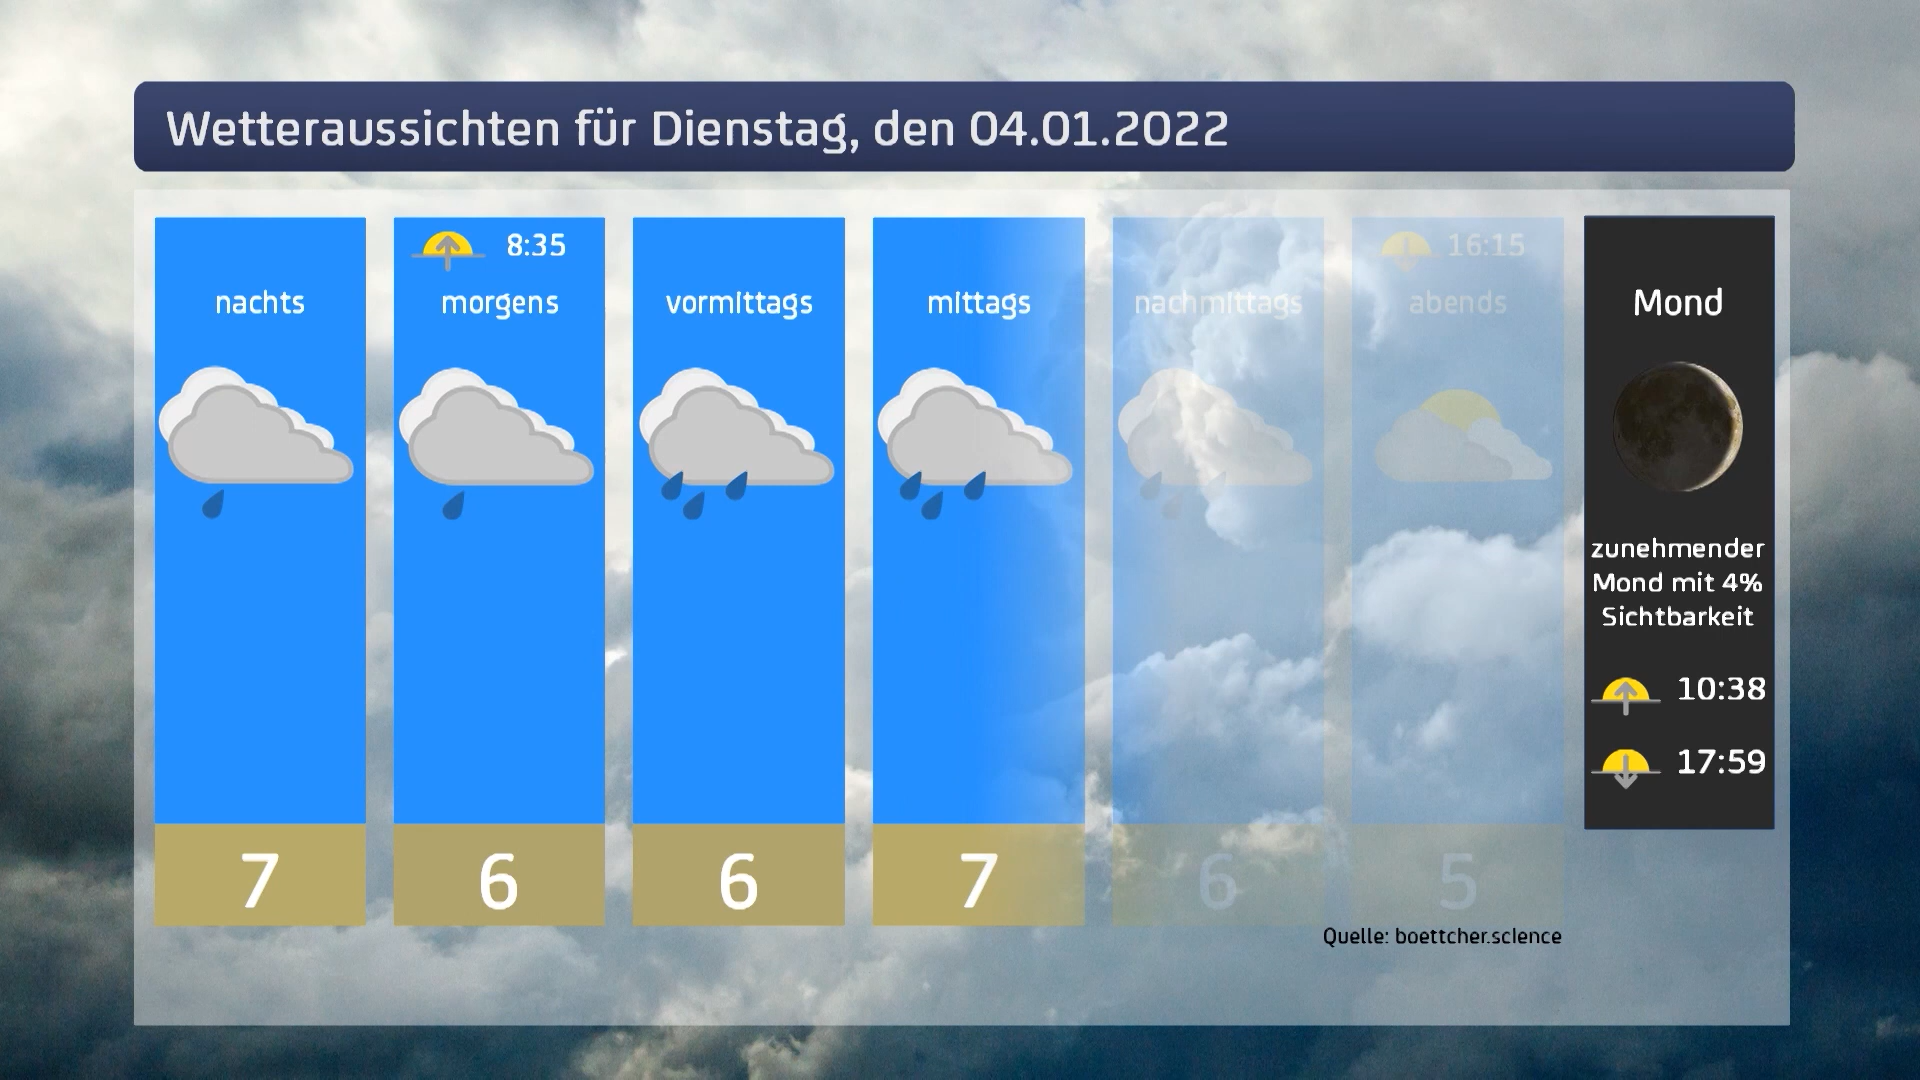 Wetteraussichten für Dienstag, den 04.01.2022
nachts
7
8:35
morgens
6
vormittags
6
mittags
7
nachmittags
6
16:15
abends
5
Mond
zunehmender
Mond mit 4%
Sichtbarkeit
10:38
17:59
Quelle: boettcher.science